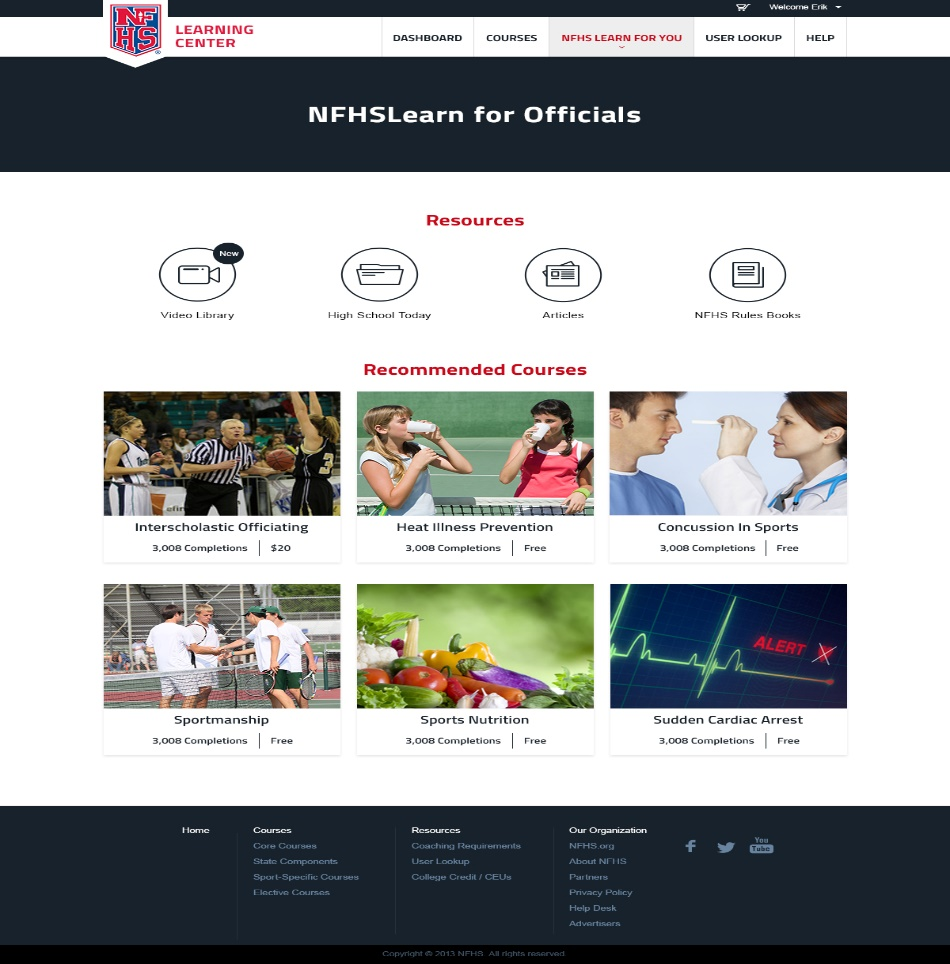 Welcome Erik
NFHS
LEARNING
CENTER
DASHBOARD
COURSES
NFHS LEARN FOR YOU
USER LOOKUP
HELP
NFHSLearn for Officials
Resources
New
Video Library
High School Today
Articles
NFHS Rules Books
Recommended Courses
3
Interscholastic Officiating
3,008 Completions
$20
Heat Illness Prevention
3,008 Completions
Free
Concussion In Sports
3,008 Completions
Free
ALERT
Sportmanship
3,008 Completions
Free
Sports Nutrition
3,008 Completions
Free
Sudden Cardiac Arrest
3,008 Completions
Free
Home
Courses
Core Courses
State Components
Sport-Specific Courses
Elective Courses
Resources
Coaching Requirements
User Lookup
College Credit / CEUs
Our Organization
NFHS.org
About NFHS
Partners
Privacy Policy
Help Desk
Advertisers
f
You
Tube
Copyright © 2013 NFHS. All rights reserved.